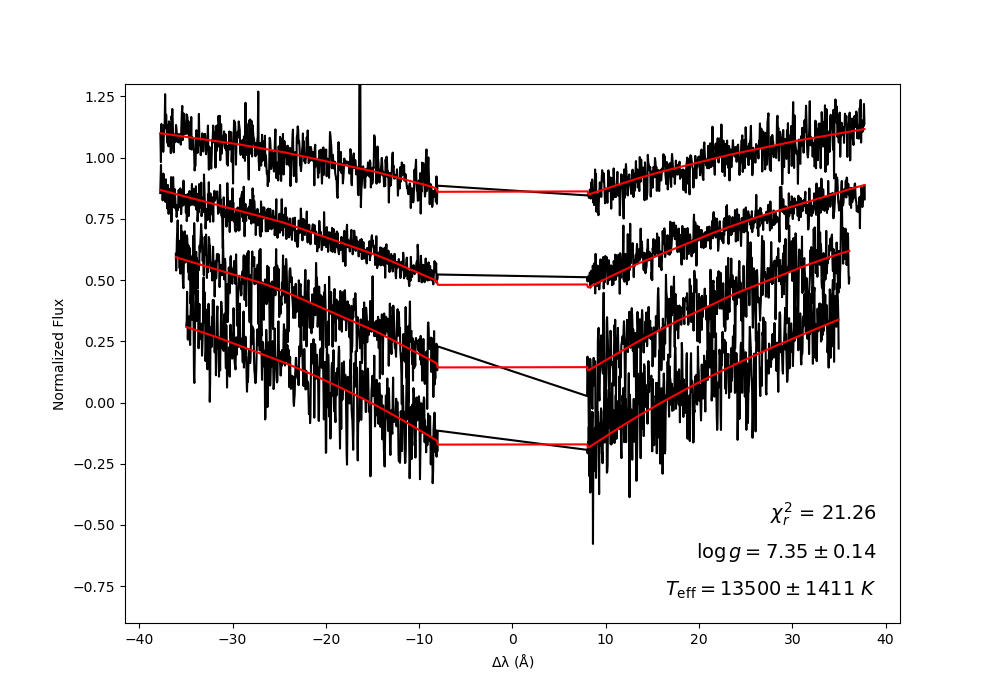 1.25
1.00
0.75
0.50
0.25
0.00
−0.25
−0.50
−0.75
Normalized Flux
χ²ᵣ = 21.26
log g = 7.35 ± 0.14
T_eff = 13500 ± 1411 K
−40 −30 −20 −10 0 10 20 30 40
Δλ (Å)